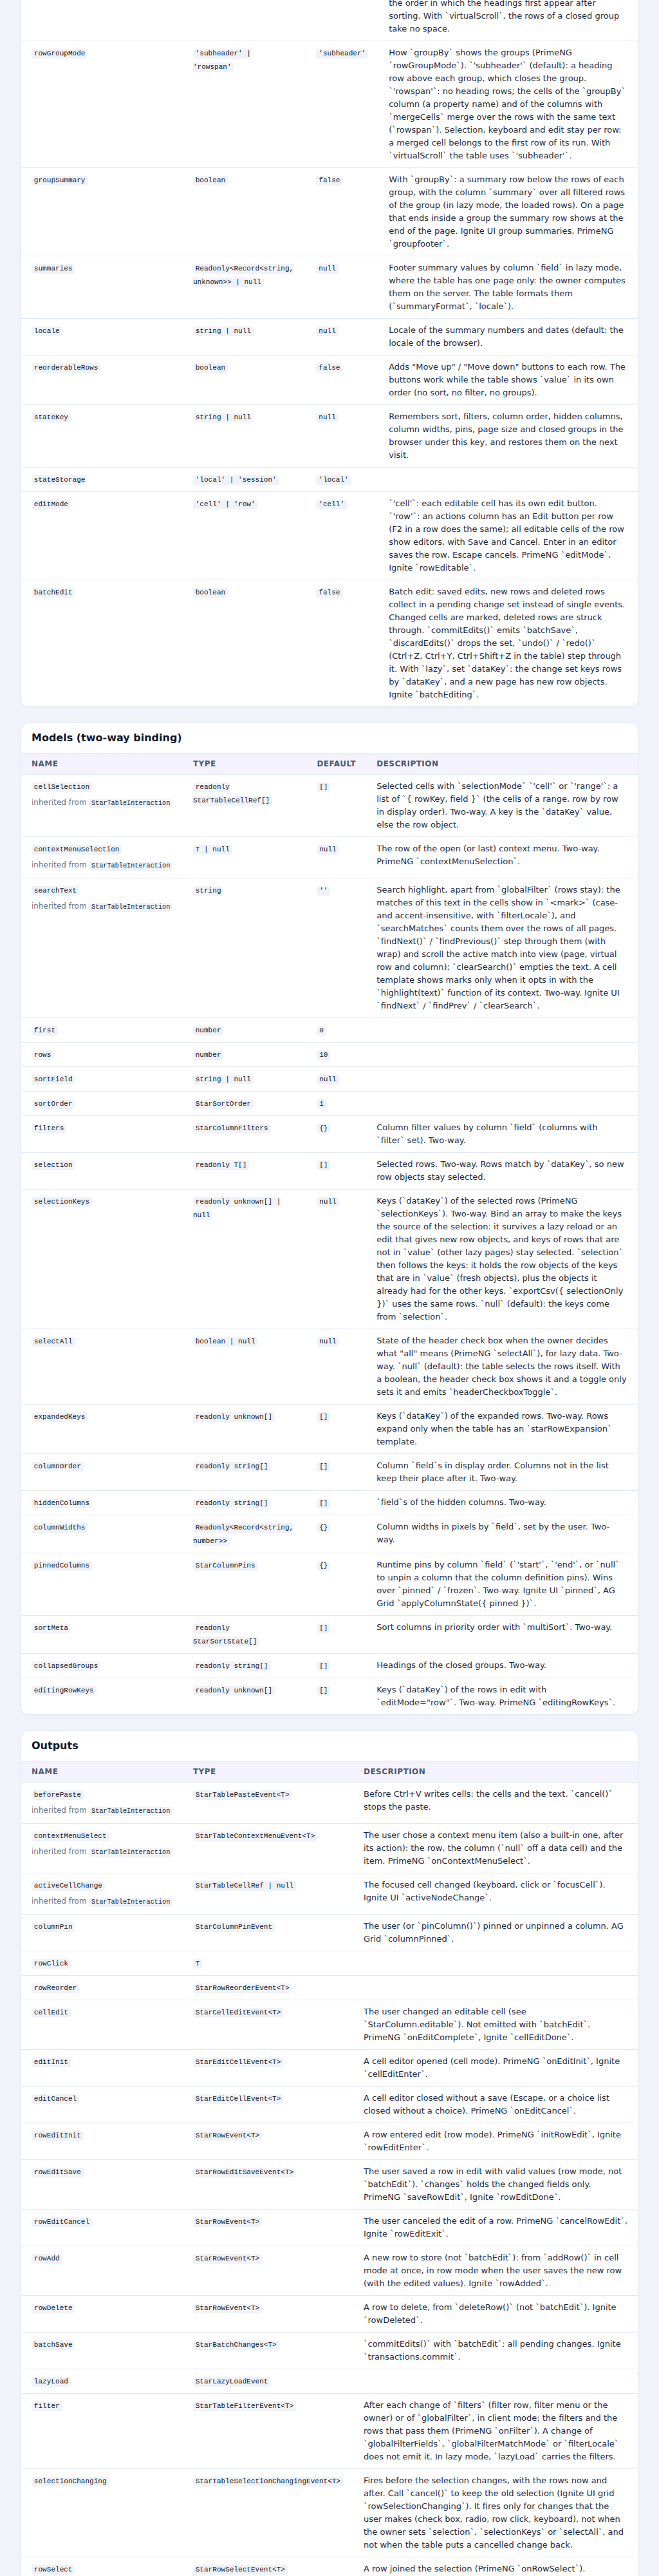 the order in which the headings first appear after
sorting. With `virtualScroll`, the rows of a closed group
take no space.
rowGroupMode 'subheader' | 'subheader' How `groupBy` shows the groups (PrimeNG
'rowspan' `rowGroupMode`). `'subheader'` (default): a heading
row above each group, which closes the group.
`'rowspan'`: no heading rows; the cells of the `groupBy`
column (a property name) and of the columns with
`mergeCells` merge over the rows with the same text
(`rowspan`). Selection, keyboard and edit stay per row:
a merged cell belongs to the first row of its run. With
`virtualScroll` the table uses `'subheader'`.
groupSummary boolean false With `groupBy`: a summary row below the rows of each
group, with the column `summary` over all filtered rows
of the group (in lazy mode, the loaded rows). On a page
that ends inside a group the summary row shows at the
end of the page. Ignite UI group summaries, PrimeNG
`groupfooter`.
summaries Readonly<Record<string, null Footer summary values by column `field` in lazy mode,
unknown>> | null where the table has one page only: the owner computes
them on the server. The table formats them
(`summaryFormat`, `locale`).
locale string | null null Locale of the summary numbers and dates (default: the
locale of the browser).
reorderableRows boolean false Adds "Move up" / "Move down" buttons to each row. The
buttons work while the table shows `value` in its own
order (no sort, no filter, no groups).
stateKey string | null null Remembers sort, filters, column order, hidden columns,
column widths, pins, page size and closed groups in the
browser under this key, and restores them on the next
visit.
stateStorage 'local' | 'session' 'local'
editMode 'cell' | 'row' 'cell' `'cell'`: each editable cell has its own edit button.
`'row'`: an actions column has an Edit button per row
(F2 in a row does the same); all editable cells of the row
show editors, with Save and Cancel. Enter in an editor
saves the row, Escape cancels. PrimeNG `editMode`,
Ignite `rowEditable`.
batchEdit boolean false Batch edit: saved edits, new rows and deleted rows
collect in a pending change set instead of single events.
Changed cells are marked, deleted rows are struck
through. `commitEdits()` emits `batchSave`,
`discardEdits()` drops the set, `undo()` / `redo()`
(Ctrl+Z, Ctrl+Y, Ctrl+Shift+Z in the table) step through
it. With `lazy`, set `dataKey`: the change set keys rows
by `dataKey`, and a new page has new row objects.
Ignite `batchEditing`.
Models (two-way binding)
NAME TYPE DEFAULT DESCRIPTION
cellSelection readonly [] Selected cells with `selectionMode` `'cell'` or `'range'`: a
inherited from StarTableInteraction StarTableCellRef[] list of `{ rowKey, field }` (the cells of a range, row by row
in display order). Two-way. A key is the `dataKey` value,
else the row object.
contextMenuSelection T | null null The row of the open (or last) context menu. Two-way.
inherited from StarTableInteraction PrimeNG `contextMenuSelection`.
searchText string '' Search highlight, apart from `globalFilter` (rows stay): the
inherited from StarTableInteraction matches of this text in the cells show in `<mark>` (case-
and accent-insensitive, with `filterLocale`), and
`searchMatches` counts them over the rows of all pages.
`findNext()` / `findPrevious()` step through them (with
wrap) and scroll the active match into view (page, virtual
row and column); `clearSearch()` empties the text. A cell
template shows marks only when it opts in with the
`highlight(text)` function of its context. Two-way. Ignite UI
`findNext` / `findPrev` / `clearSearch`.
first number 0
rows number 10
sortField string | null null
sortOrder StarSortOrder 1
filters StarColumnFilters {} Column filter values by column `field` (columns with
`filter` set). Two-way.
selection readonly T[] [] Selected rows. Two-way. Rows match by `dataKey`, so new
row objects stay selected.
selectionKeys readonly unknown[] | null Keys (`dataKey`) of the selected rows (PrimeNG
null `selectionKeys`). Two-way. Bind an array to make the keys
the source of the selection: it survives a lazy reload or an
edit that gives new row objects, and keys of rows that are
not in `value` (other lazy pages) stay selected. `selection`
then follows the keys: it holds the row objects of the keys
that are in `value` (fresh objects), plus the objects it
already had for the other keys. `exportCsv({ selectionOnly
})` uses the same rows. `null` (default): the keys come
from `selection`.
selectAll boolean | null null State of the header check box when the owner decides
what "all" means (PrimeNG `selectAll`), for lazy data. Two-
way. `null` (default): the table selects the rows itself. With
a boolean, the header check box shows it and a toggle only
sets it and emits `headerCheckboxToggle`.
expandedKeys readonly unknown[] [] Keys (`dataKey`) of the expanded rows. Two-way. Rows
expand only when the table has an `starRowExpansion`
template.
columnOrder readonly string[] [] Column `field`s in display order. Columns not in the list
keep their place after it. Two-way.
hiddenColumns readonly string[] [] `field`s of the hidden columns. Two-way.
columnWidths Readonly<Record<string, {} Column widths in pixels by `field`, set by the user. Two-
number>> way.
pinnedColumns StarColumnPins {} Runtime pins by column `field` (`'start'`, `'end'`, or `null`
to unpin a column that the column definition pins). Wins
over `pinned` / `frozen`. Two-way. Ignite UI `pinned`, AG
Grid `applyColumnState({ pinned })`.
sortMeta readonly [] Sort columns in priority order with `multiSort`. Two-way.
StarSortState[]
collapsedGroups readonly string[] [] Headings of the closed groups. Two-way.
editingRowKeys readonly unknown[] [] Keys (`dataKey`) of the rows in edit with
`editMode="row"`. Two-way. PrimeNG `editingRowKeys`.
Outputs
NAME TYPE DESCRIPTION
beforePaste StarTablePasteEvent<T> Before Ctrl+V writes cells: the cells and the text. `cancel()`
inherited from StarTableInteraction stops the paste.
contextMenuSelect StarTableContextMenuEvent<T> The user chose a context menu item (also a built-in one, after
inherited from StarTableInteraction its action): the row, the column (`null` off a data cell) and the
item. PrimeNG `onContextMenuSelect`.
activeCellChange StarTableCellRef | null The focused cell changed (keyboard, click or `focusCell`).
inherited from StarTableInteraction Ignite UI `activeNodeChange`.
columnPin StarColumnPinEvent The user (or `pinColumn()`) pinned or unpinned a column. AG
Grid `columnPinned`.
rowClick T
rowReorder StarRowReorderEvent<T>
cellEdit StarCellEditEvent<T> The user changed an editable cell (see
`StarColumn.editable`). Not emitted with `batchEdit`.
PrimeNG `onEditComplete`, Ignite `cellEditDone`.
editInit StarEditCellEvent<T> A cell editor opened (cell mode). PrimeNG `onEditInit`, Ignite
`cellEditEnter`.
editCancel StarEditCellEvent<T> A cell editor closed without a save (Escape, or a choice list
closed without a choice). PrimeNG `onEditCancel`.
rowEditInit StarRowEvent<T> A row entered edit (row mode). PrimeNG `initRowEdit`, Ignite
`rowEditEnter`.
rowEditSave StarRowEditSaveEvent<T> The user saved a row in edit with valid values (row mode, not
`batchEdit`). `changes` holds the changed fields only.
PrimeNG `saveRowEdit`, Ignite `rowEditDone`.
rowEditCancel StarRowEvent<T> The user canceled the edit of a row. PrimeNG `cancelRowEdit`,
Ignite `rowEditExit`.
rowAdd StarRowEvent<T> A new row to store (not `batchEdit`): from `addRow()` in cell
mode at once, in row mode when the user saves the new row
(with the edited values). Ignite `rowAdded`.
rowDelete StarRowEvent<T> A row to delete, from `deleteRow()` (not `batchEdit`). Ignite
`rowDeleted`.
batchSave StarBatchChanges<T> `commitEdits()` with `batchEdit`: all pending changes. Ignite
`transactions.commit`.
lazyLoad StarLazyLoadEvent
filter StarTableFilterEvent<T> After each change of `filters` (filter row, filter menu or the
owner) or of `globalFilter`, in client mode: the filters and the
rows that pass them (PrimeNG `onFilter`). A change of
`globalFilterFields`, `globalFilterMatchMode` or `filterLocale`
does not emit it. In lazy mode, `lazyLoad` carries the filters.
selectionChanging StarTableSelectionChangingEvent<T> Fires before the selection changes, with the rows now and
after. Call `cancel()` to keep the old selection (Ignite UI grid
`rowSelectionChanging`). It fires only for changes that the
user makes (check box, radio, row click, keyboard), not when
the owner sets `selection`, `selectionKeys` or `selectAll`, and
not when the table puts a cancelled change back.
rowSelect StarRowSelectEvent<T> A row joined the selection (PrimeNG `onRowSelect`).